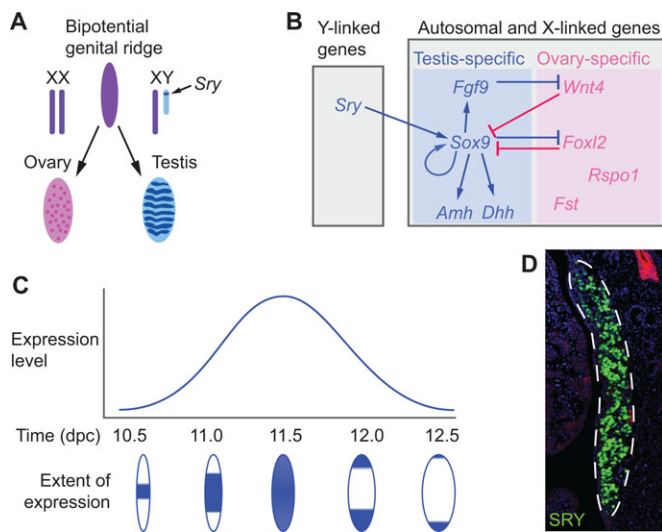 A
Bipotential
genital ridge
XX
XY
Sry
Ovary
Testis
B
Y-linked
genes
Autosomal and X-linked genes
Testis-specific
Ovary-specific
Fgf9
Wnt4
Sry
Sox9
Foxl2
Rspo1
Amh
Dhh
Fst
C
Expression
level
Time (dpc)
10.5
11.0
11.5
12.0
12.5
Extent of
expression
D
SRY